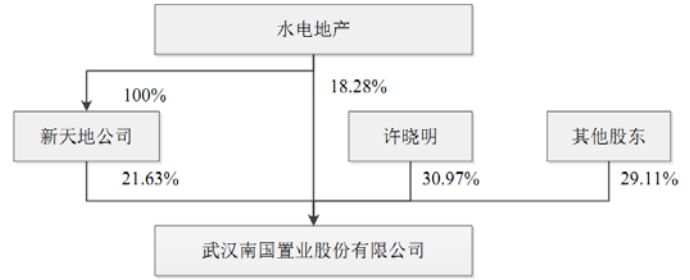 水电地产
100%
18.28%
新天地公司
许晓明
其他股东
21.63%
30.97%
29.11%
武汉南国置业股份有限公司